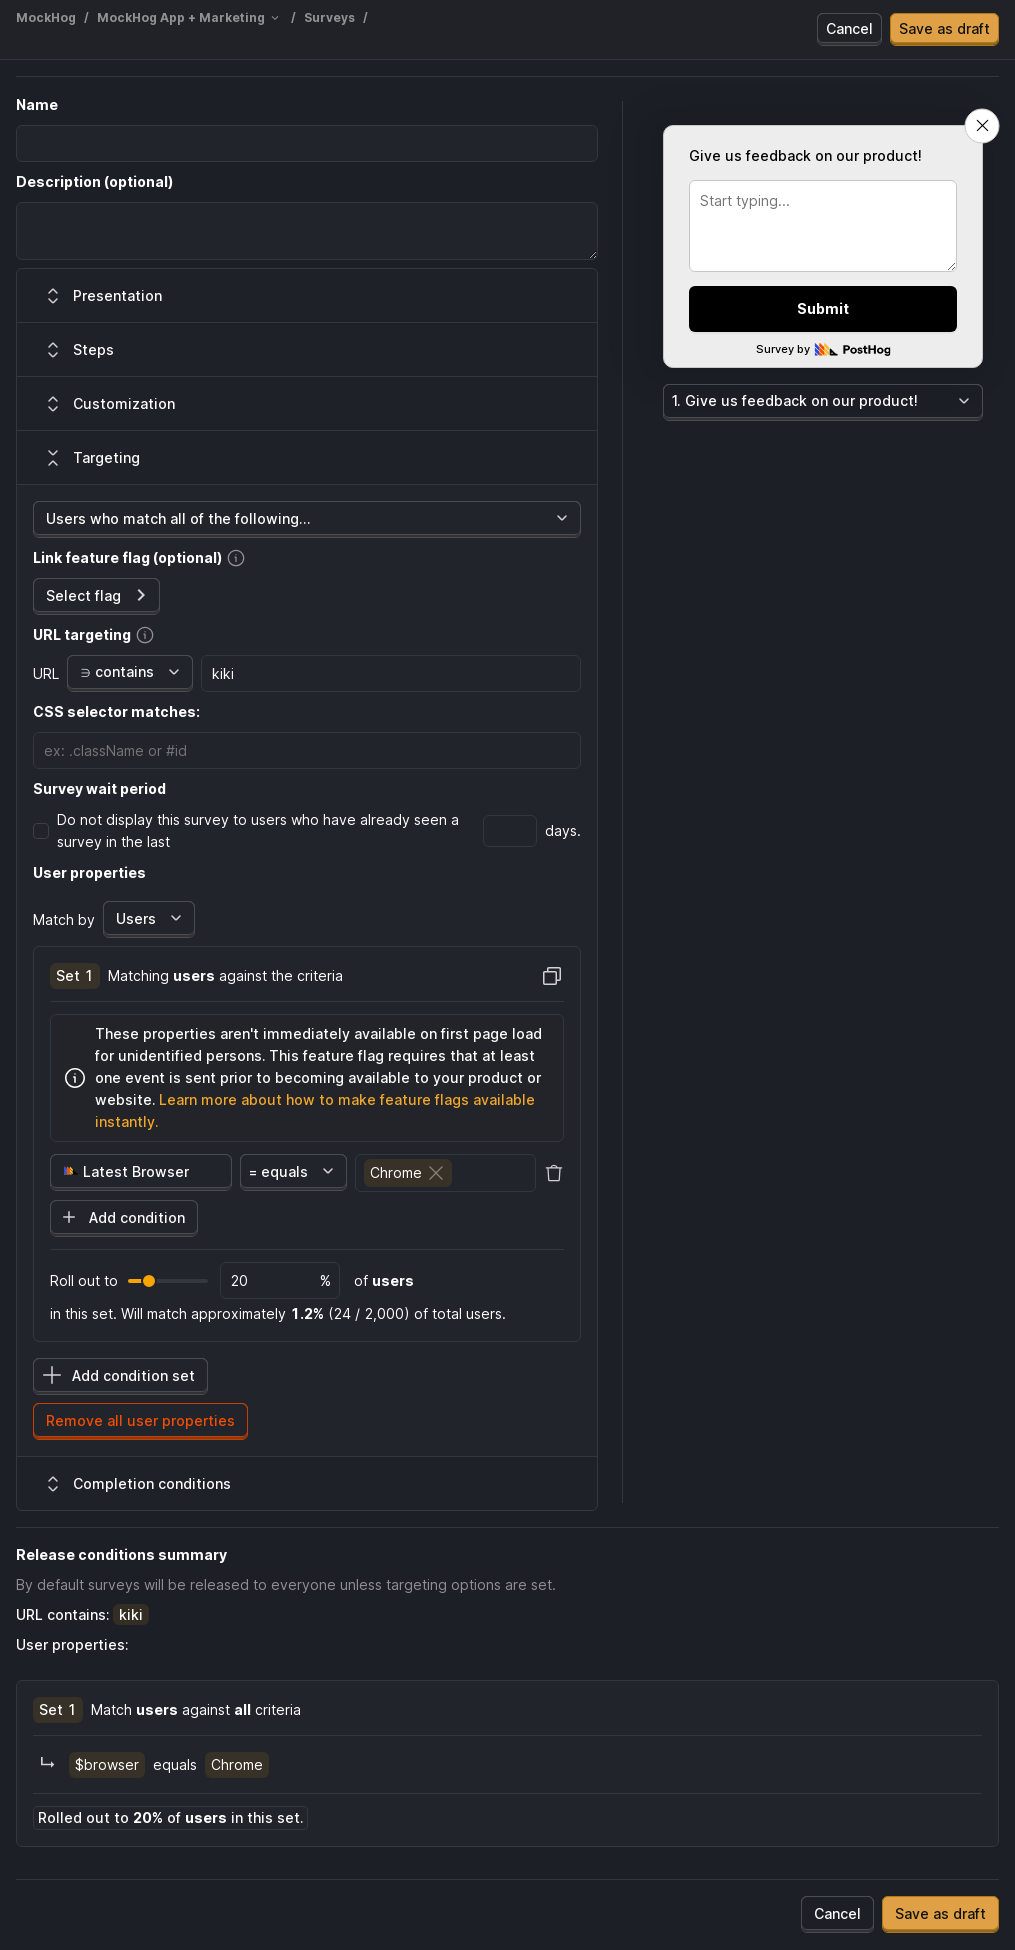 MockHog / MockHog App + Marketing / Surveys /
Cancel
Save as draft
Name
Description (optional)
Presentation
Steps
Customization
Targeting
Users who match all of the following...
Link feature flag (optional)
Select flag
URL targeting
URL ∋ contains kiki
CSS selector matches:
ex: .className or #id
Survey wait period
Do not display this survey to users who have already seen a
survey in the last
days.
User properties
Match by Users
Set 1 Matching users against the criteria
These properties aren't immediately available on first page load
for unidentified persons. This feature flag requires that at least
one event is sent prior to becoming available to your product or
website. Learn more about how to make feature flags available
instantly.
Latest Browser = equals Chrome
Add condition
Roll out to 20 % of users
in this set. Will match approximately 1.2% (24 / 2,000) of total users.
Add condition set
Remove all user properties
Completion conditions
Give us feedback on our product!
Start typing...
Submit
Survey by PostHog
1. Give us feedback on our product!
Release conditions summary
By default surveys will be released to everyone unless targeting options are set.
URL contains: kiki
User properties:
Set 1 Match users against all criteria
$browser equals Chrome
Rolled out to 20% of users in this set.
Cancel
Save as draft